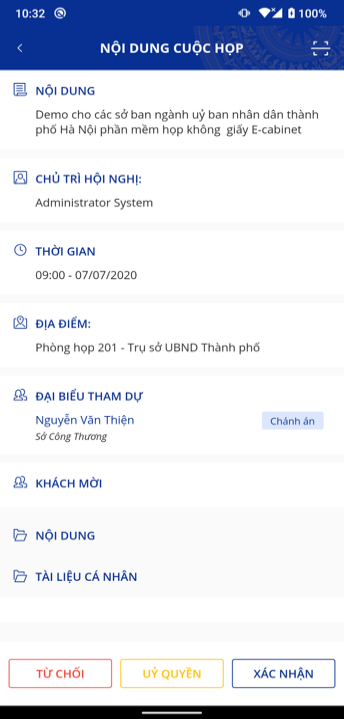 10:32
100%
NỘI DUNG CUỘC HỌP
NỘI DUNG
Demo cho các sở ban ngành uỷ ban nhân dân thành
phố Hà Nội phần mềm họp không giấy E-cabinet
CHỦ TRÌ HỘI NGHỊ:
Administrator System
THỜI GIAN
09:00 - 07/07/2020
ĐỊA ĐIỂM:
Phòng họp 201 - Trụ sở UBND Thành phố
ĐẠI BIỂU THAM DỰ
Nguyễn Văn Thiện
Chánh án
Sở Công Thương
KHÁCH MỜI
NỘI DUNG
TÀI LIỆU CÁ NHÂN
TỪ CHỐI
UỶ QUYỀN
XÁC NHẬN